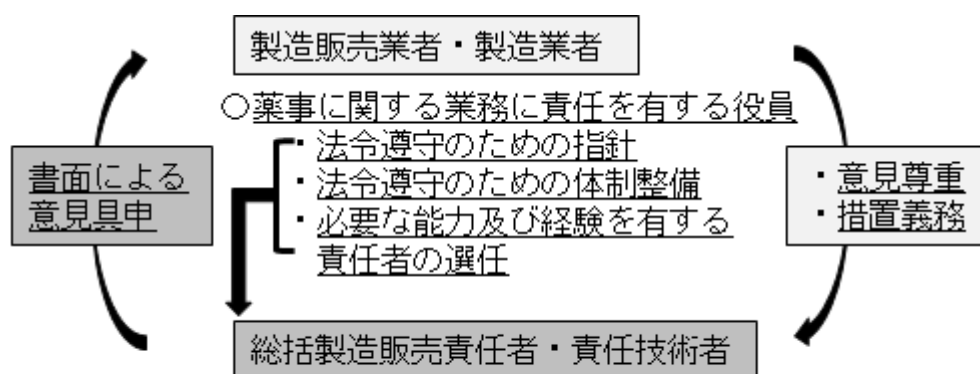 製造販売業者・製造業者
○薬事に関する業務に責任を有する役員
・法令遵守のための指針
・法令遵守のための体制整備
・必要な能力及び経験を有する
責任者の選任
書面による
意見具申
・意見尊重
・措置義務
総括製造販売責任者・責任技術者